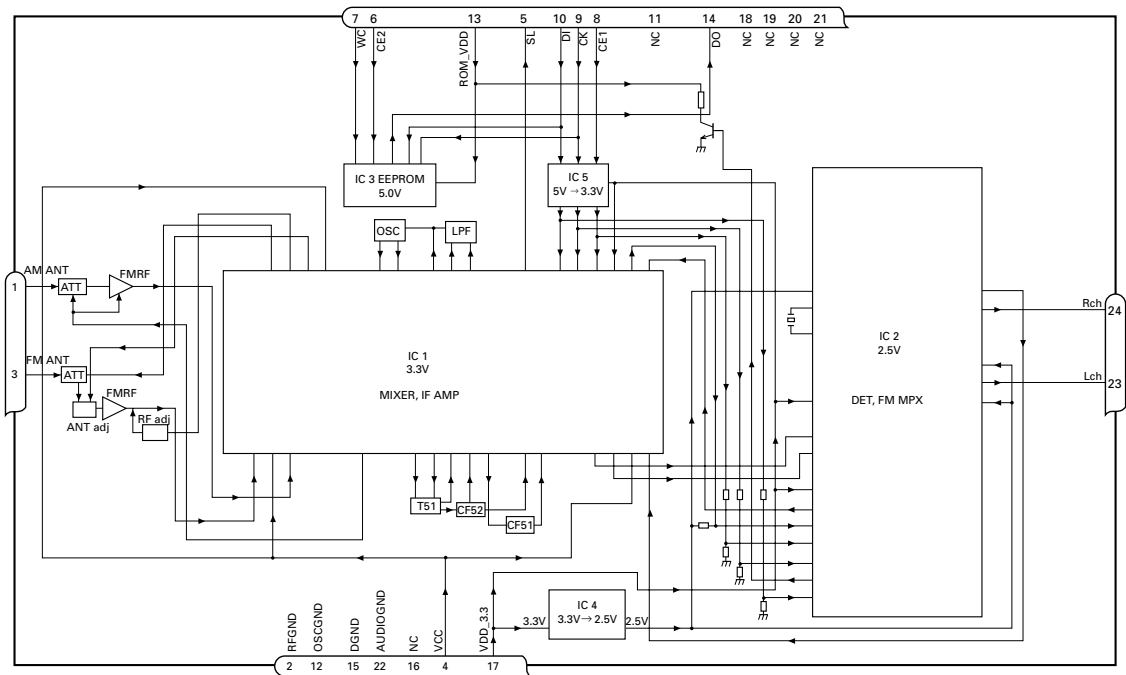 7 6 13 5 10 9 8 11 14 18 19 20 21
WC
CE2
ROM_VDD
SL
DI
CK
CE1
NC
DO
NC
NC
NC
NC
IC 3 EEPROM
5.0V
IC 5
5V → 3.3V
OSC
LPF
1
AM ANT
ATT
FMRF
3
FM ANT
ATT
FMRF
ANT adj
RF adj
IC 1
3.3V
MIXER, IF AMP
IC 2
2.5V
DET, FM MPX
Rch
24
Lch
23
T51
CF52
CF51
IC 4
3.3V→ 2.5V
3.3V
2.5V
RFGND
OSCGND
DGND
AUDIOGND
NC
VCC
VDD_3.3
2 12 15 22 16 4 17